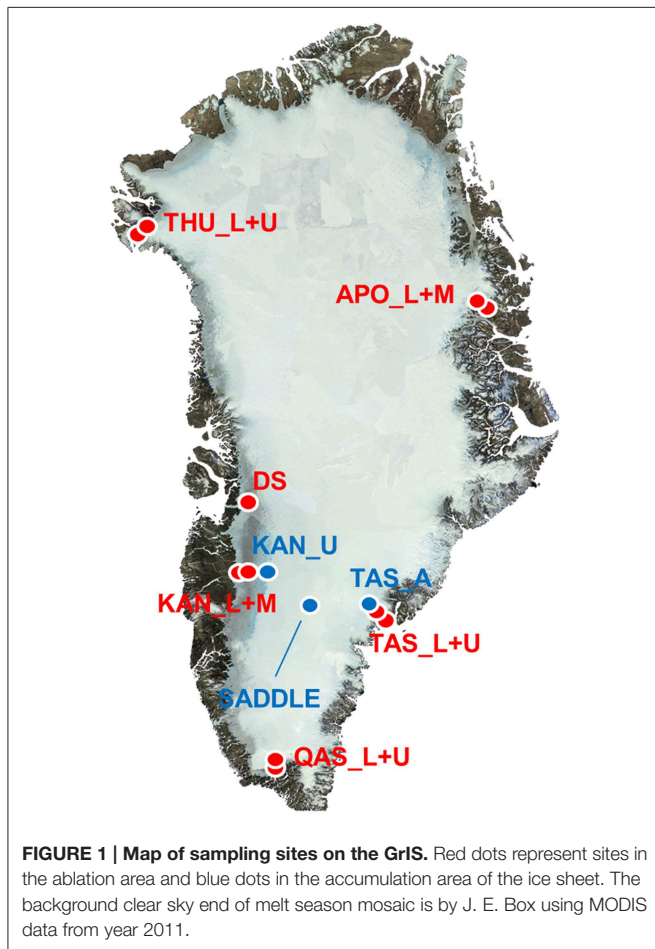 THU_L+U
APO_L+M
DS
KAN_U
TAS_A
KAN_L+M
TAS_L+U
SADDLE
QAS_L+U
FIGURE 1 | Map of sampling sites on the GrIS. Red dots represent sites in
the ablation area and blue dots in the accumulation area of the ice sheet. The
background clear sky end of melt season mosaic is by J. E. Box using MODIS
data from year 2011.